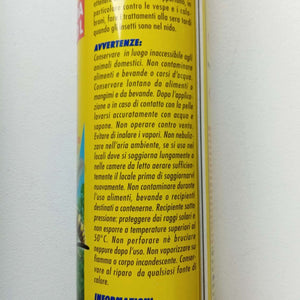 particolare contro le vespe e i cala-
broni, fare i trattamenti alla sera tardi
quando gli insetti sono nel nido.
AVVERTENZE:
Conservare in luogo inaccessibile agli
animali domestici. Non contaminare
alimenti e bevande o corsi d'acqua.
Conservare lontano da alimenti o
mangimi e da bevande. Dopo l'applica-
zione o in caso di contatto con la pelle
lavarsi accuratamente con acqua e
sapone. Non operare contro vento.
Evitare di inalare i vapori. Non nebuliz-
zare nell'aria ambiente, se si usa nei
locali dove si soggiorna lungamente o
nelle camere da letto aerare sufficien-
temente il locale prima di soggiornarvi
nuovamente. Non contaminare durante
l'uso alimenti, bevande o recipienti
destinati a contenerne. Recipiente sotto
pressione: proteggere dai raggi solari e
non esporre a temperature superiori ai
50°C. Non perforare nè bruciare
neppure dopo l'uso. Non vaporizzare su
fiamma o corpo incandescente. Conser-
vare al riparo da qualsiasi fonte di
calore.